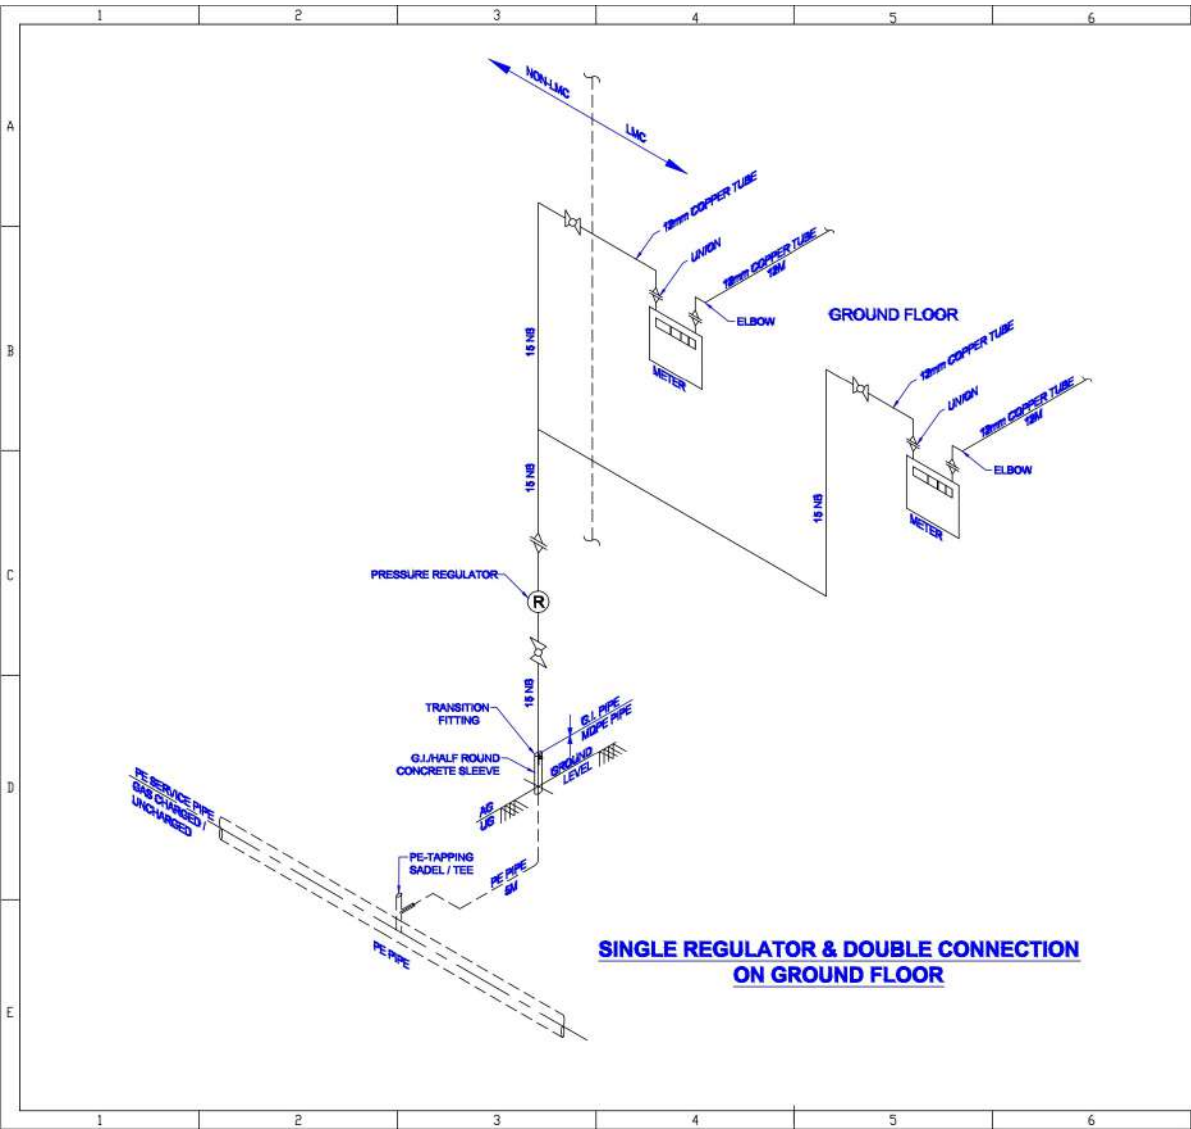 1 2 3 4 5 6
A
NON-LMC
LMC
12mm COPPER TUBE
UNION
12mm COPPER TUBE
12M
ELBOW
GROUND FLOOR
15 NB
B
METER
12mm COPPER TUBE
UNION
12mm COPPER TUBE
12M
ELBOW
15 NB
15 NB
METER
C
PRESSURE REGULATOR
R
15 NB
TRANSITION
FITTING
G.I. PIPE
MDPE PIPE
G.I./HALF ROUND
CONCRETE SLEEVE
GROUND
LEVEL
D
PE SERVICE PIPE
GAS CHARGED /
UNCHARGED
AG
UG
PE-TAPPING
SADEL / TEE
PE PIPE
5M
PE PIPE
SINGLE REGULATOR & DOUBLE CONNECTION
ON GROUND FLOOR
E
1 2 3 4 5 6